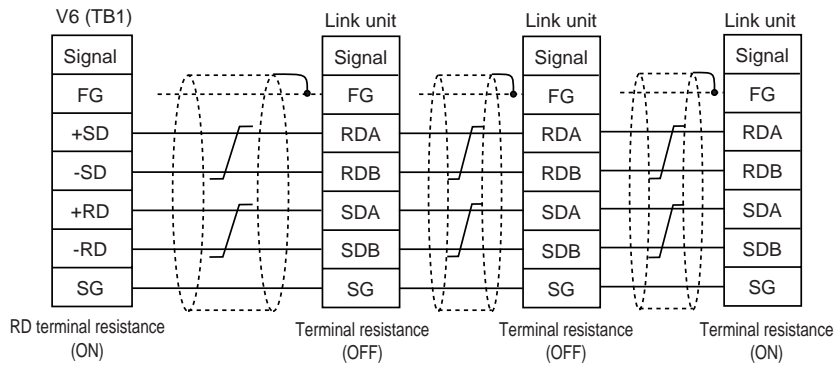 V6 (TB1)
Signal
FG
+SD
-SD
+RD
-RD
SG
RD terminal resistance
(ON)
Link unit
Signal
FG
RDA
RDB
SDA
SDB
SG
Terminal resistance
(OFF)
Link unit
Signal
FG
RDA
RDB
SDA
SDB
SG
Terminal resistance
(OFF)
Link unit
Signal
FG
RDA
RDB
SDA
SDB
SG
Terminal resistance
(ON)